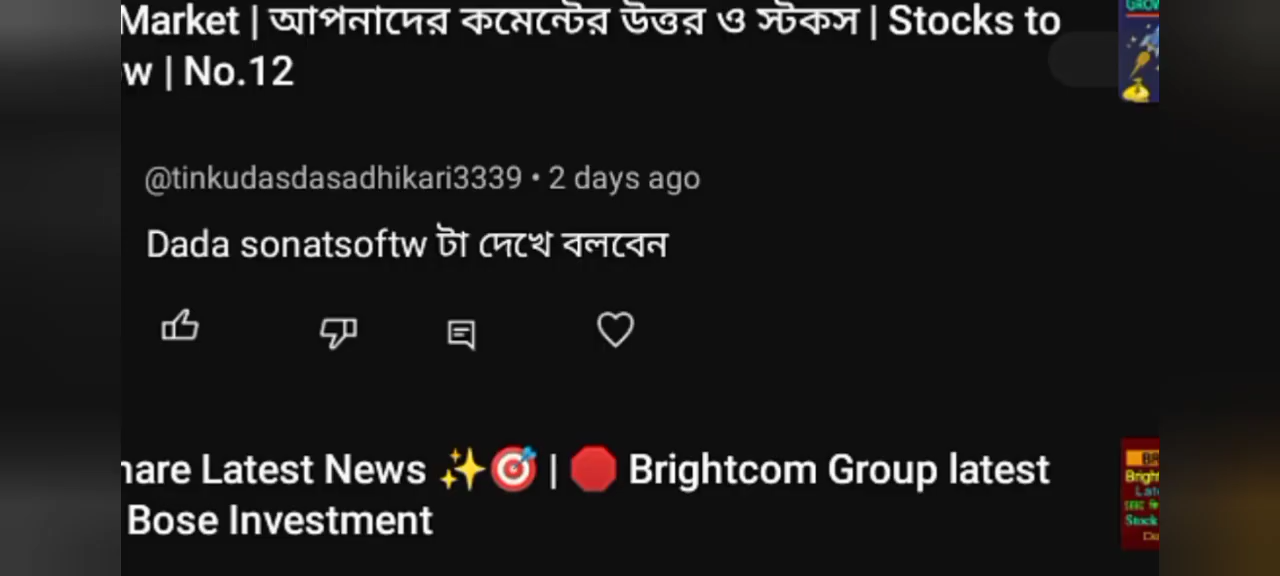 Market | আপনাদের কমেন্টের উত্তর ও স্টকস | Stocks to
w | No.12
@tinkudasdasadhikari3339 • 2 days ago
Dada sonatsoftw টা দেখে বলবেন
hare Latest News ✨🎯 | 🛑 Brightcom Group latest
Bose Investment